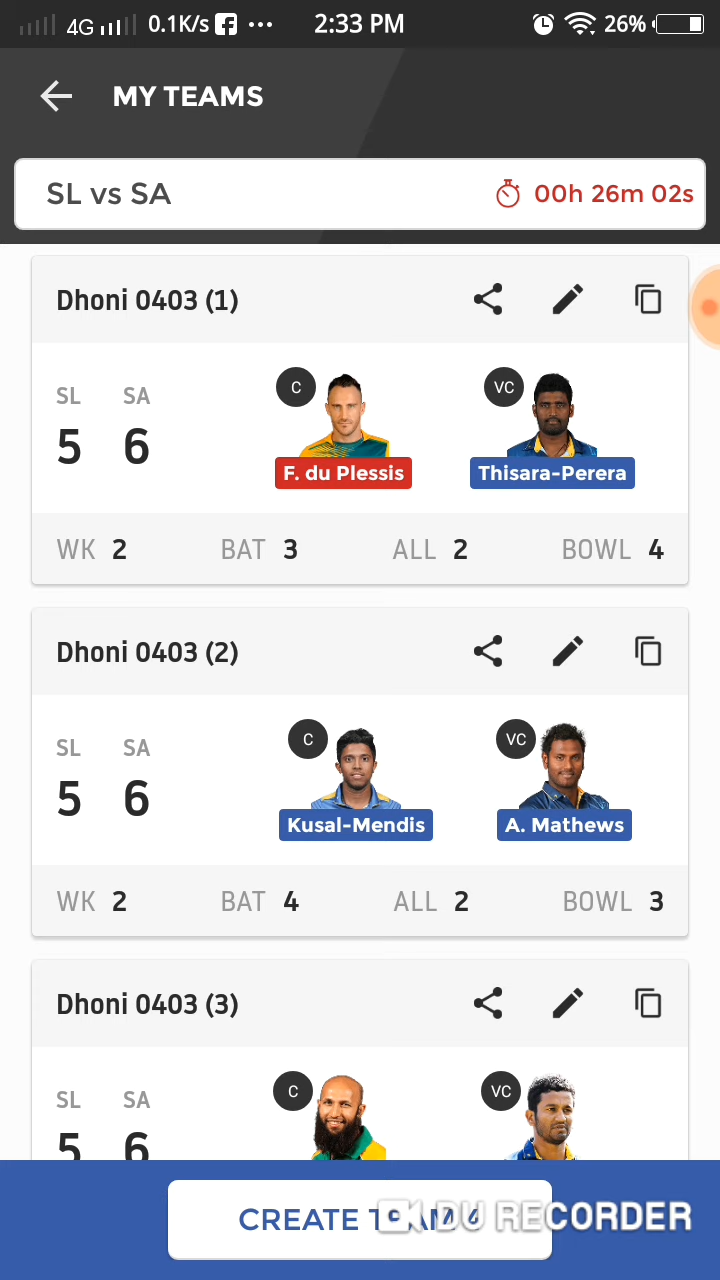 4G 0.1K/s ••• 2:33 PM 26%
MY TEAMS
SL vs SA 00h 26m 02s
Dhoni 0403 (1)
SL SA C VC
5 6
F. du Plessis Thisara-Perera
WK 2 BAT 3 ALL 2 BOWL 4
Dhoni 0403 (2)
SL SA C VC
5 6
Kusal-Mendis A. Mathews
WK 2 BAT 4 ALL 2 BOWL 3
Dhoni 0403 (3)
SL SA C VC
5 6
CREATE TEAM 4
DU RECORDER